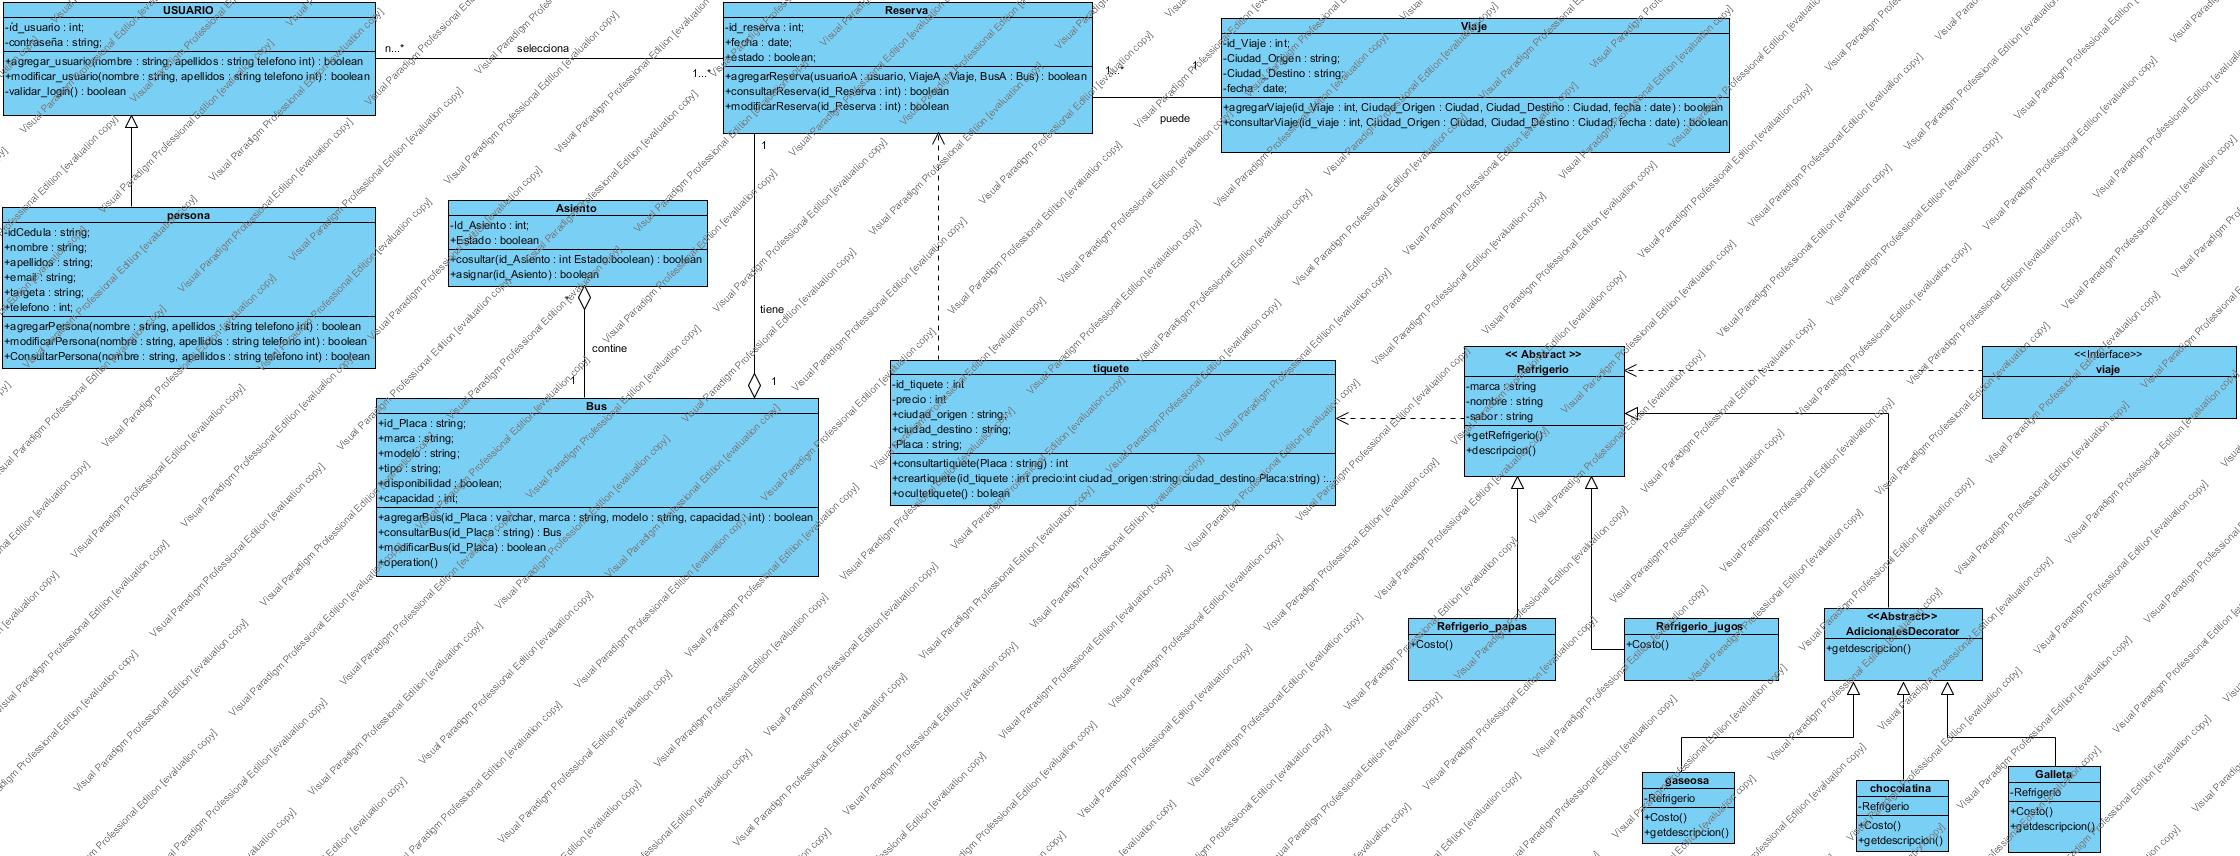 USUARIO
-id_usuario : int;
-contraseña : string;
+agregar_usuario(nombre : string, apellidos : string telefono int) : boolean
+modificar_usuario(nombre : string, apellidos : string telefono int) : boolean
-validar_login() : boolean
n...*
selecciona
1...*
Reserva
-id_reserva : int;
+fecha : date;
+estado : boolean;
+agregarReserva(usuarioA : usuario, ViajeA : Viaje, BusA : Bus) : boolean
+consultarReserva(id_Reserva : int) : boolean
+modificarReserva(id_Reserva : int) : boolean
1...*
1
puede
Viaje
-id_Viaje : int;
-Ciudad_Origen : string;
-Ciudad_Destino : string;
-fecha : date;
+agregarViaje(id_Viaje : int, Ciudad_Origen : Ciudad, Ciudad_Destino : Ciudad, fecha : date) : boolean
+consultarViaje(id_viaje : int, Ciudad_Origen : Ciudad, Ciudad_Destino : Ciudad, fecha : date) : boolean
persona
-idCedula : string;
+nombre : string;
+apellidos : string;
+email : string;
+targeta : string;
+telefono : int;
+agregarPersona(nombre : string, apellidos : string telefono int) : boolean
+modificarPersona(nombre : string, apellidos : string telefono int) : boolean
+ConsultarPersona(nombre : string, apellidos : string telefono int) : boolean
Asiento
-Id_Asiento : int;
+Estado : boolean
+cosultar(id_Asiento : int Estado:boolean) : boolean
+asignar(id_Asiento) : boolean
*
contine
1
1
tiene
1
Bus
+id_Placa : string;
+marca : string;
+modelo : string;
+tipo : string;
+disponibilidad : boolean;
+capacidad : int;
+agregarBus(id_Placa : varchar, marca : string, modelo : string, capacidad : int) : boolean
+consultarBus(id_Placa : string) : Bus
+modificarBus(id_Placa) : boolean
+operation()
tiquete
-id_tiquete : int
-precio : int
+ciudad_origen : string;
+ciudad_destino : string;
-Placa : string;
+consultartiquete(Placa : string) : int
+creartiquete(id_tiquete : int precio:int ciudad_origen:string ciudad_destino Placa:string) :...
+ocultetiquete() : bolean
<< Abstract >>
Refrigerio
-marca : string
-nombre : string
-sabor : string
+getRefrigerio()
+descripcion()
<<Interface>>
viaje
Refrigerio_papas
+Costo()
Refrigerio_jugos
+Costo()
<<Abstract>>
AdicionalesDecorator
+getdescripcion()
gaseosa
-Refrigerio
+Costo()
+getdescripcion()
chocolatina
-Refrigerio
+Costo()
+getdescripcion()
Galleta
-Refrigerio
+Costo()
+getdescripcion()
Visual Paradigm Professional Edition [evaluation copy]